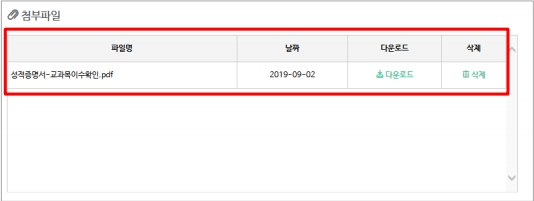 첨부파일
파일명 날짜 다운로드 삭제
성적증명서-교과목이수확인.pdf 2019-09-02 다운로드 삭제